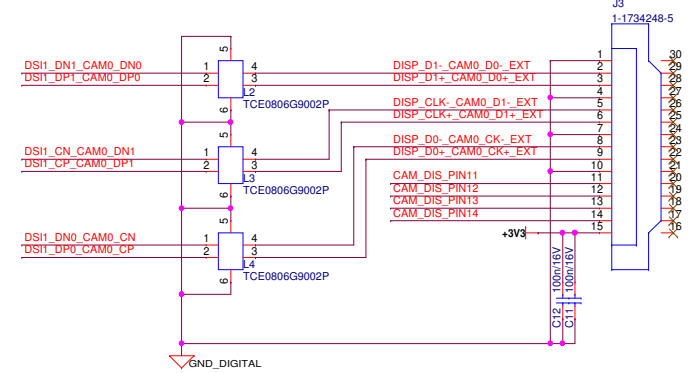 J3
1-1734248-5
DSI1_DN1_CAM0_DN0
DSI1_DP1_CAM0_DP0
1
2
5
4
3
6
L2
TCE0806G9002P
DISP_D1-_CAM0_D0-_EXT
DISP_D1+_CAM0_D0+_EXT
DISP_CLK-_CAM0_D1-_EXT
DISP_CLK+_CAM0_D1+_EXT
DSI1_CN_CAM0_DN1
DSI1_CP_CAM0_DP1
1
2
5
4
3
6
L3
TCE0806G9002P
DISP_D0-_CAM0_CK-_EXT
DISP_D0+_CAM0_CK+_EXT
CAM_DIS_PIN11
CAM_DIS_PIN12
CAM_DIS_PIN13
CAM_DIS_PIN14
DSI1_DN0_CAM0_CN
DSI1_DP0_CAM0_CP
1
2
5
4
3
6
L4
TCE0806G9002P
+3V3
1
2
3
4
5
6
7
8
9
10
11
12
13
14
15
30
29
28
27
26
25
24
23
22
21
20
19
18
17
16
C12 100n/16V
C11 100n/16V
GND_DIGITAL